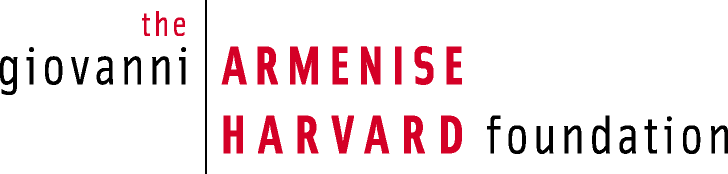 the
giovanni ARMENISE
HARVARD foundation